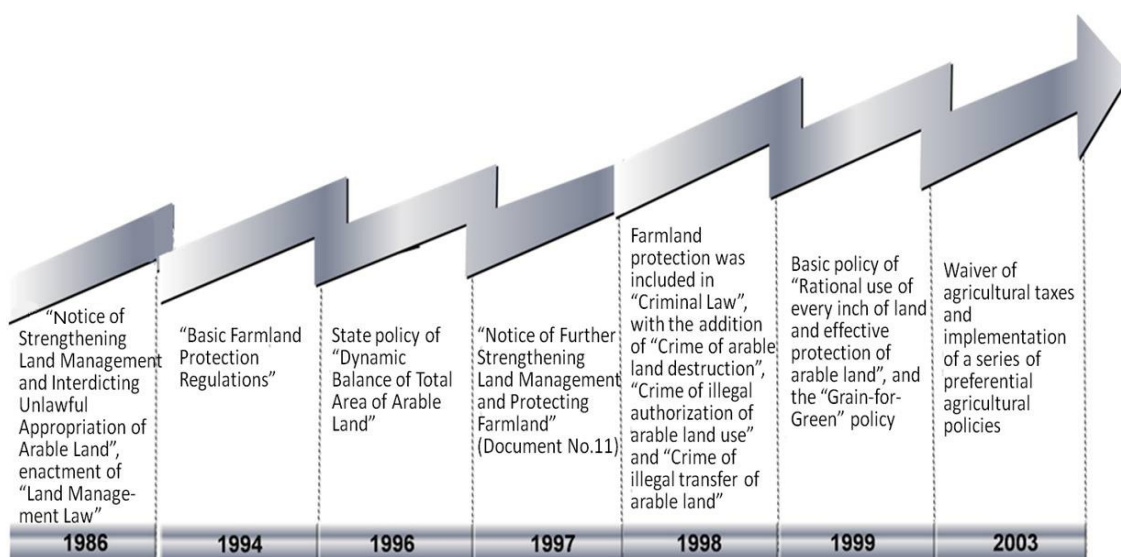 “Notice of
Strengthening
Land Management
and Interdicting
Unlawful
Appropriation of
Arable Land”,
enactment of
“Land Manage-
ment Law”
“Basic Farmland
Protection
Regulations”
State policy of
“Dynamic
Balance of Total
Area of Arable
Land”
“Notice of Further
Strengthening
Land Management
and Protecting
Farmland”
(Document No.11)
Farmland
protection was
included in
“Criminal Law”,
with the addition
of “Crime of arable
land destruction”,
“Crime of illegal
authorization of
arable land use”
and “Crime of
illegal transfer of
arable land”
Basic policy of
“Rational use of
every inch of land
and effective
protection of
arable land”, and
the “Grain-for-
Green” policy
Waiver of
agricultural taxes
and
implementation
of a series of
preferential
agricultural
policies
1986
1994
1996
1997
1998
1999
2003